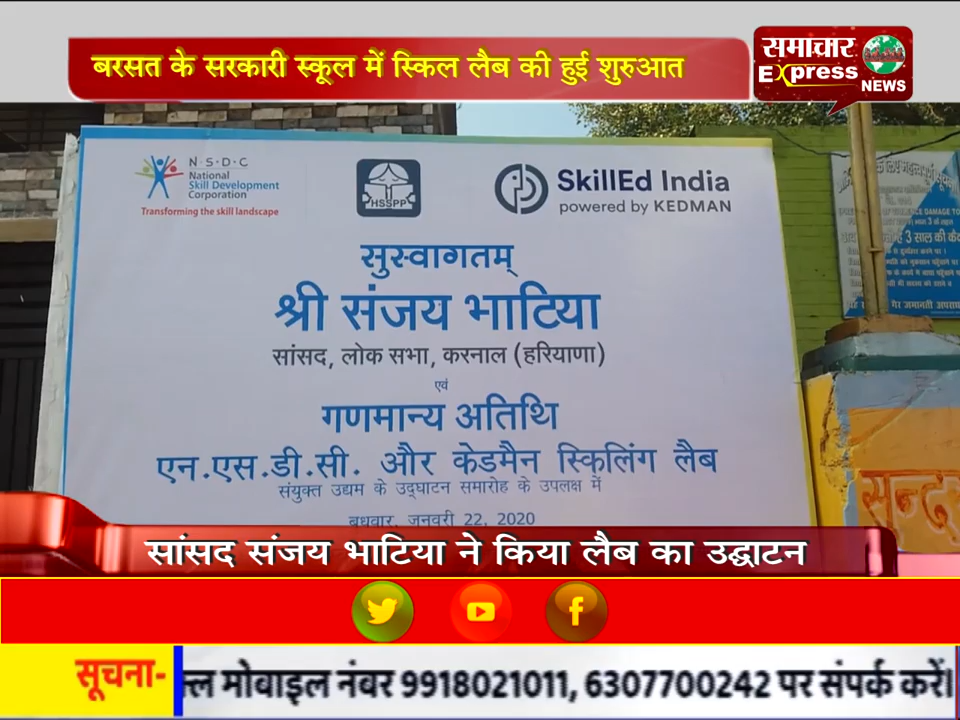 बरसत के सरकारी स्कूल में स्किल लैब की हुई शुरुआत
समाचार
Express
NEWS
N·S·D·C
National
Skill Development
Corporation
Transforming the skill landscape
HSSPP
SkillEd India
powered by KEDMAN
सुस्वागतम्
श्री संजय भाटिया
सांसद, लोक सभा, करनाल (हरियाणा)
एवं
गणमान्य अतिथि
एन.एस.डी.सी. और केडमैन स्किलिंग लैब
संयुक्त उद्यम के उद्घाटन समारोह के उपलक्ष में
बुधवार, जनवरी 22, 2020
3 साल की
सांसद संजय भाटिया ने किया लैब का उद्घाटन
सूचना-
मोबाइल नंबर 9918021011, 6307700242 पर संपर्क करें।